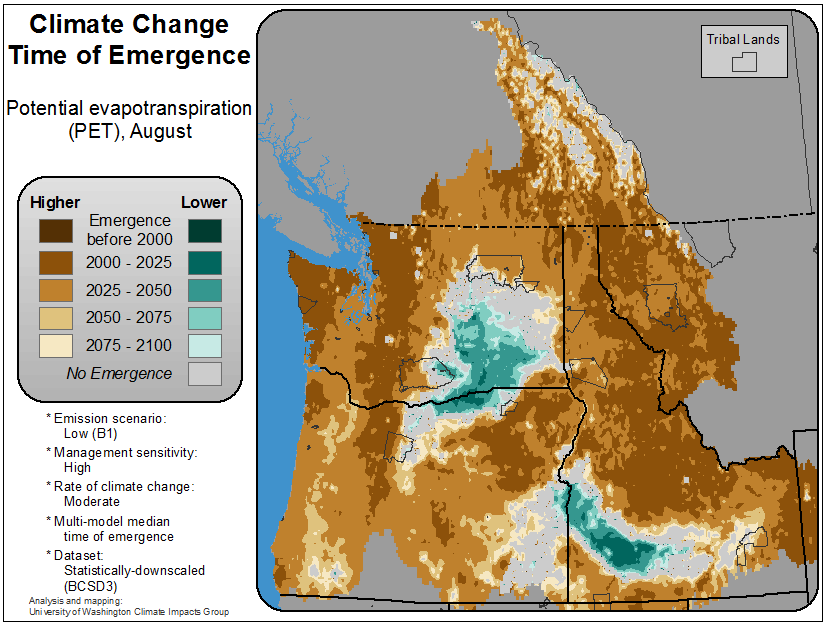 Climate Change
Time of Emergence
Potential evapotranspiration
(PET), August
Higher
Lower
Emergence
before 2000
2000 - 2025
2025 - 2050
2050 - 2075
2075 - 2100
No Emergence
* Emission scenario:
Low (B1)
* Management sensitivity:
High
* Rate of climate change:
Moderate
* Multi-model median
time of emergence
* Dataset:
Statistically-downscaled
(BCSD3)
Analysis and mapping:
University of Washington Climate Impacts Group
Tribal Lands